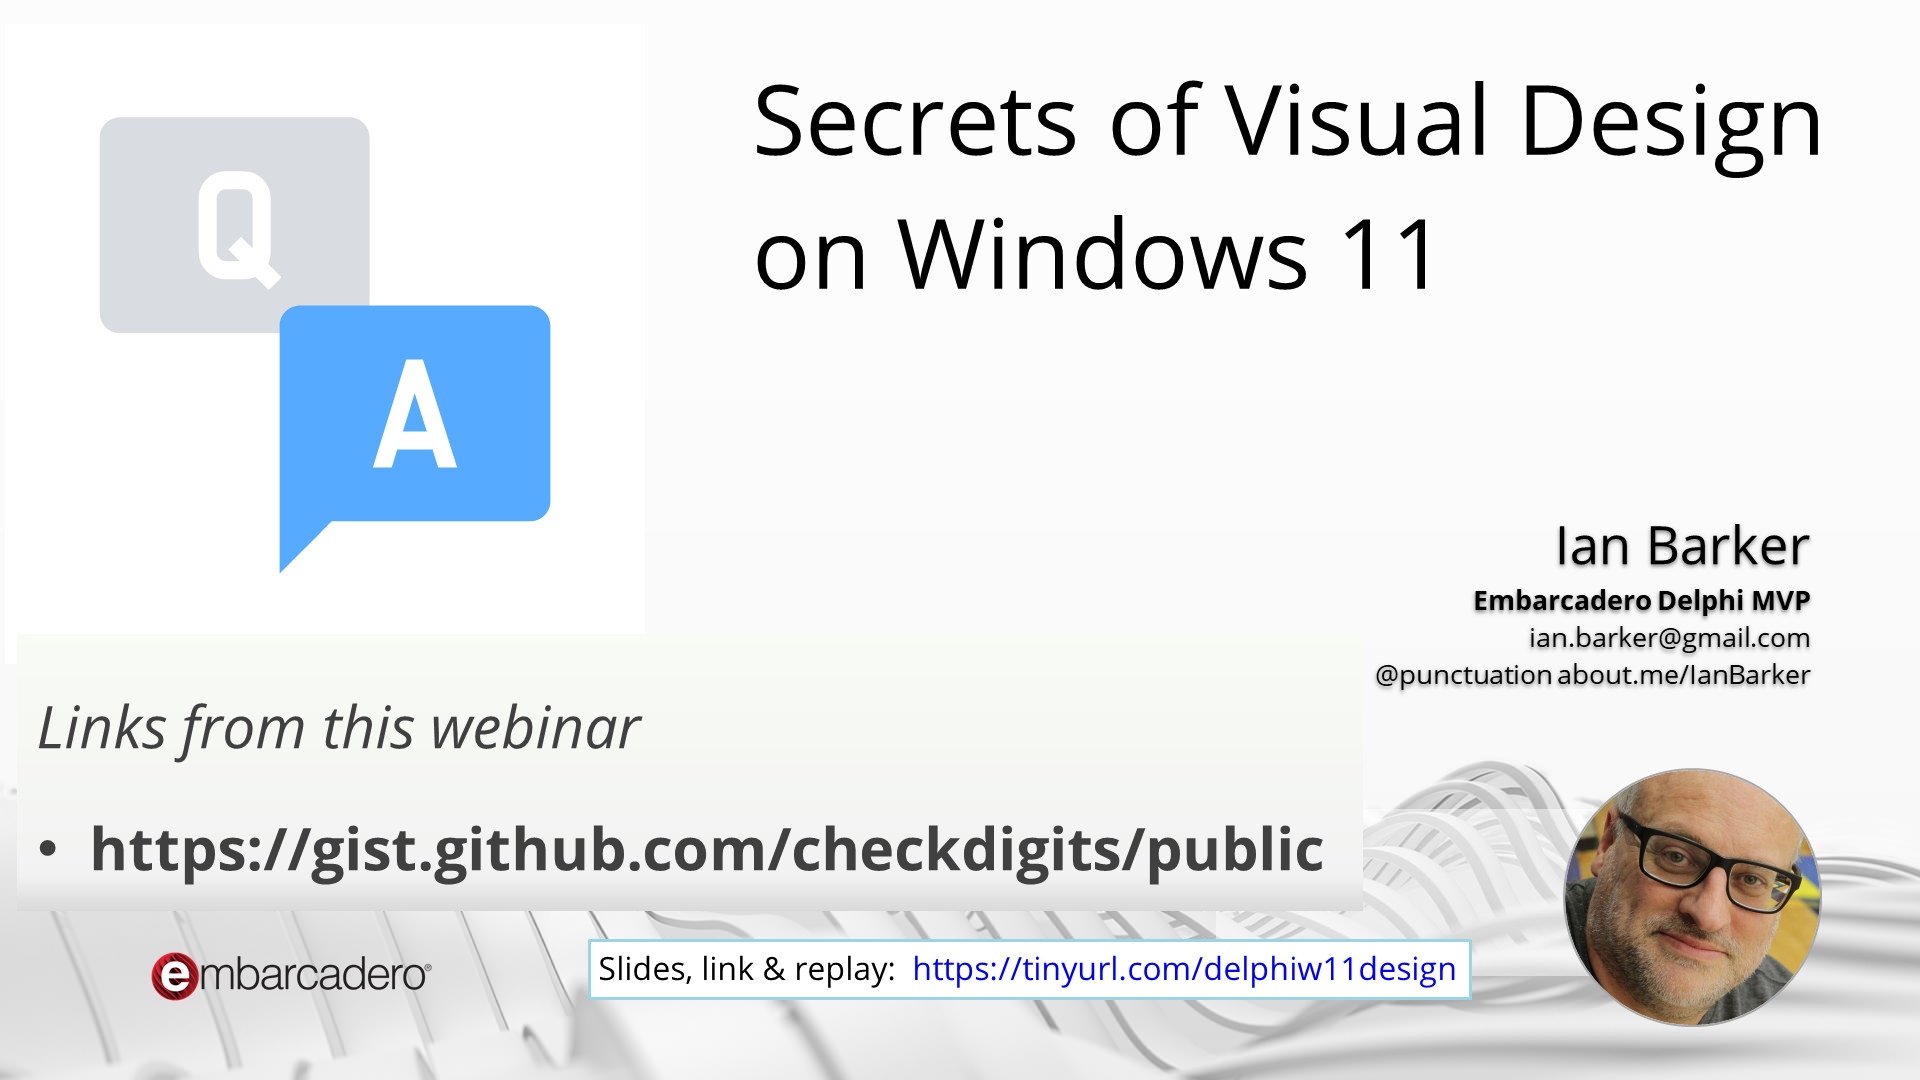 Q
A
Secrets of Visual Design
on Windows 11
Ian Barker
Embarcadero Delphi MVP
ian.barker@gmail.com
@punctuation about.me/IanBarker
Links from this webinar
• https://gist.github.com/checkdigits/public
embarcadero®
Slides, link & replay: https://tinyurl.com/delphiw11design